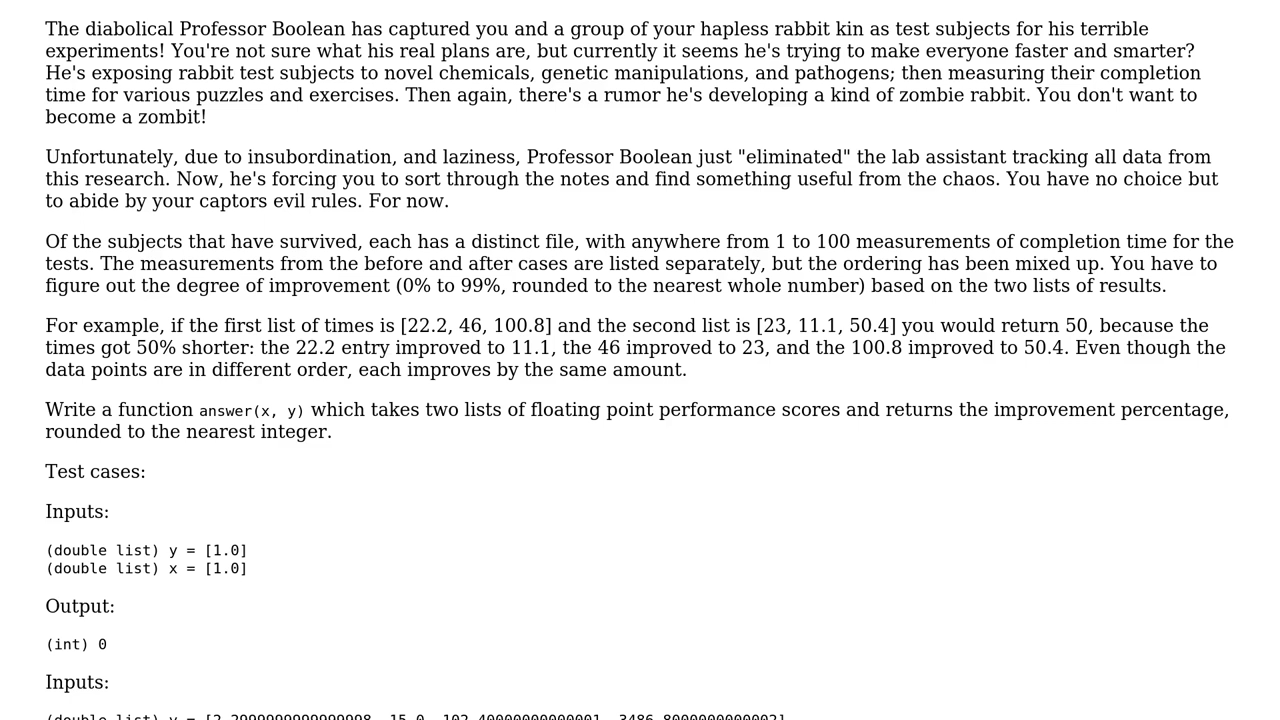 The diabolical Professor Boolean has captured you and a group of your hapless rabbit kin as test subjects for his terrible
experiments! You're not sure what his real plans are, but currently it seems he's trying to make everyone faster and smarter?
He's exposing rabbit test subjects to novel chemicals, genetic manipulations, and pathogens; then measuring their completion
time for various puzzles and exercises. Then again, there's a rumor he's developing a kind of zombie rabbit. You don't want to
become a zombit!
Unfortunately, due to insubordination, and laziness, Professor Boolean just "eliminated" the lab assistant tracking all data from
this research. Now, he's forcing you to sort through the notes and find something useful from the chaos. You have no choice but
to abide by your captors evil rules. For now.
Of the subjects that have survived, each has a distinct file, with anywhere from 1 to 100 measurements of completion time for the
tests. The measurements from the before and after cases are listed separately, but the ordering has been mixed up. You have to
figure out the degree of improvement (0% to 99%, rounded to the nearest whole number) based on the two lists of results.
For example, if the first list of times is [22.2, 46, 100.8] and the second list is [23, 11.1, 50.4] you would return 50, because the
times got 50% shorter: the 22.2 entry improved to 11.1, the 46 improved to 23, and the 100.8 improved to 50.4. Even though the
data points are in different order, each improves by the same amount.
Write a function answer(x, y) which takes two lists of floating point performance scores and returns the improvement percentage,
rounded to the nearest integer.
Test cases:
Inputs:
(double list) y = [1.0]
(double list) x = [1.0]
Output:
(int) 0
Inputs:
(double list) y = [2.2999999999999998, 15.0, 102.40000000000001, 3486.8000000000002]